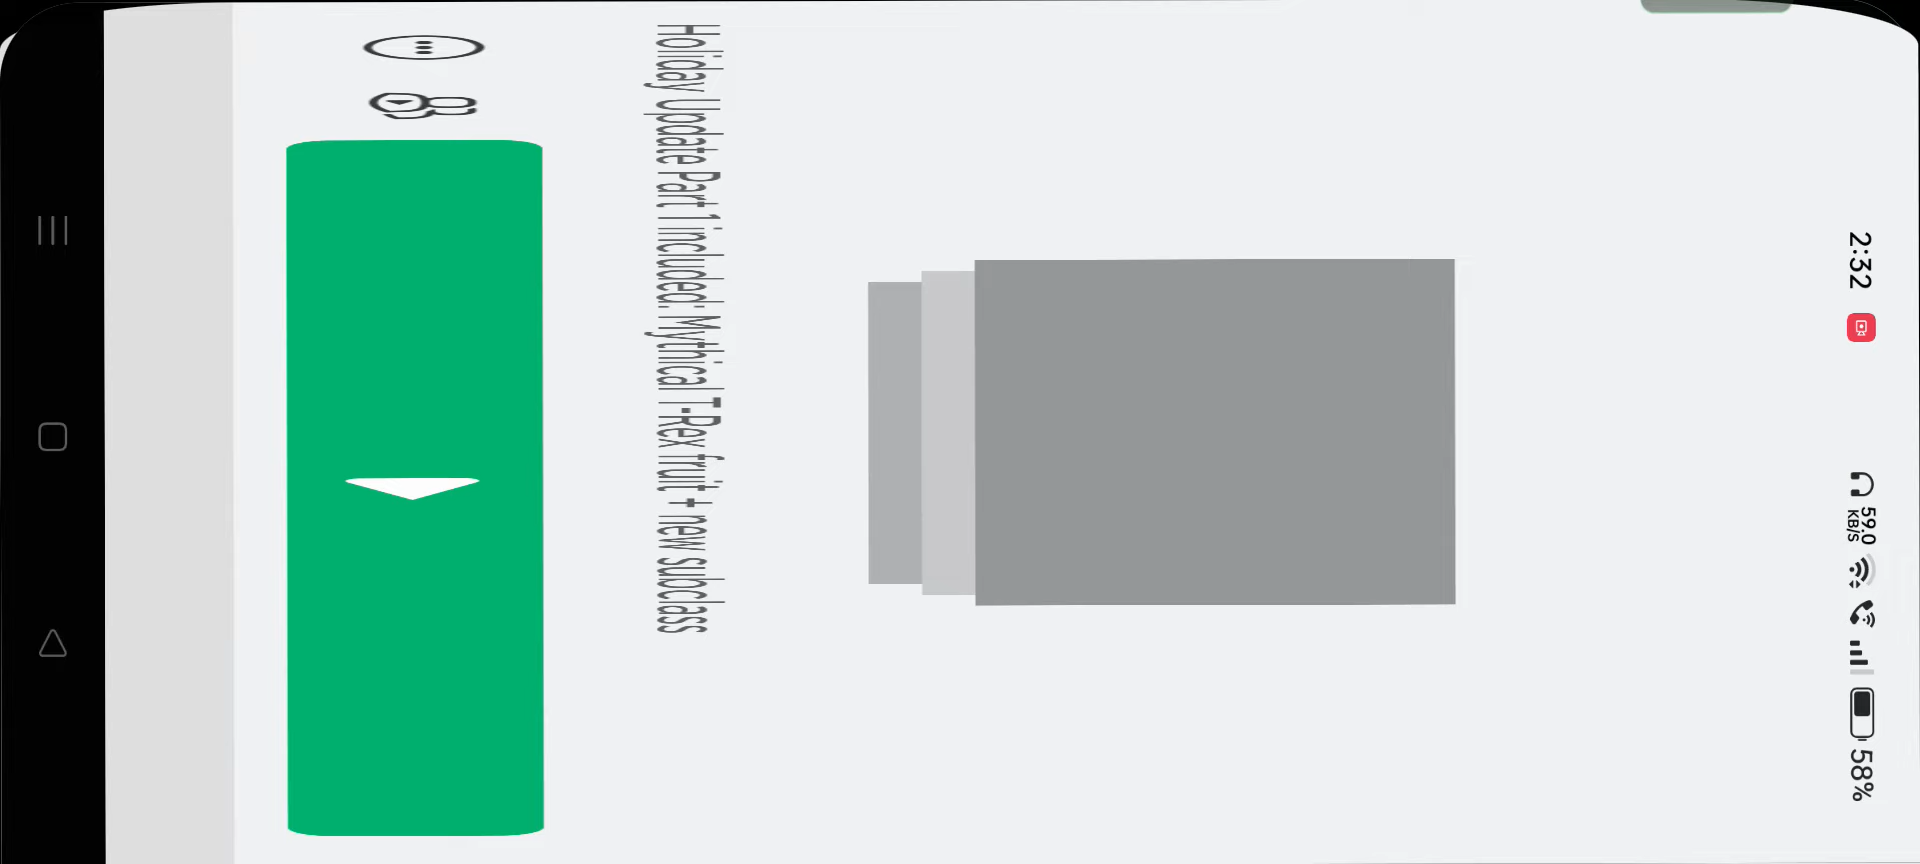 2:32
59.0
KB/s
58%
Holiday Update Part 1 included: Mythical T-Rex fruit + new subclass